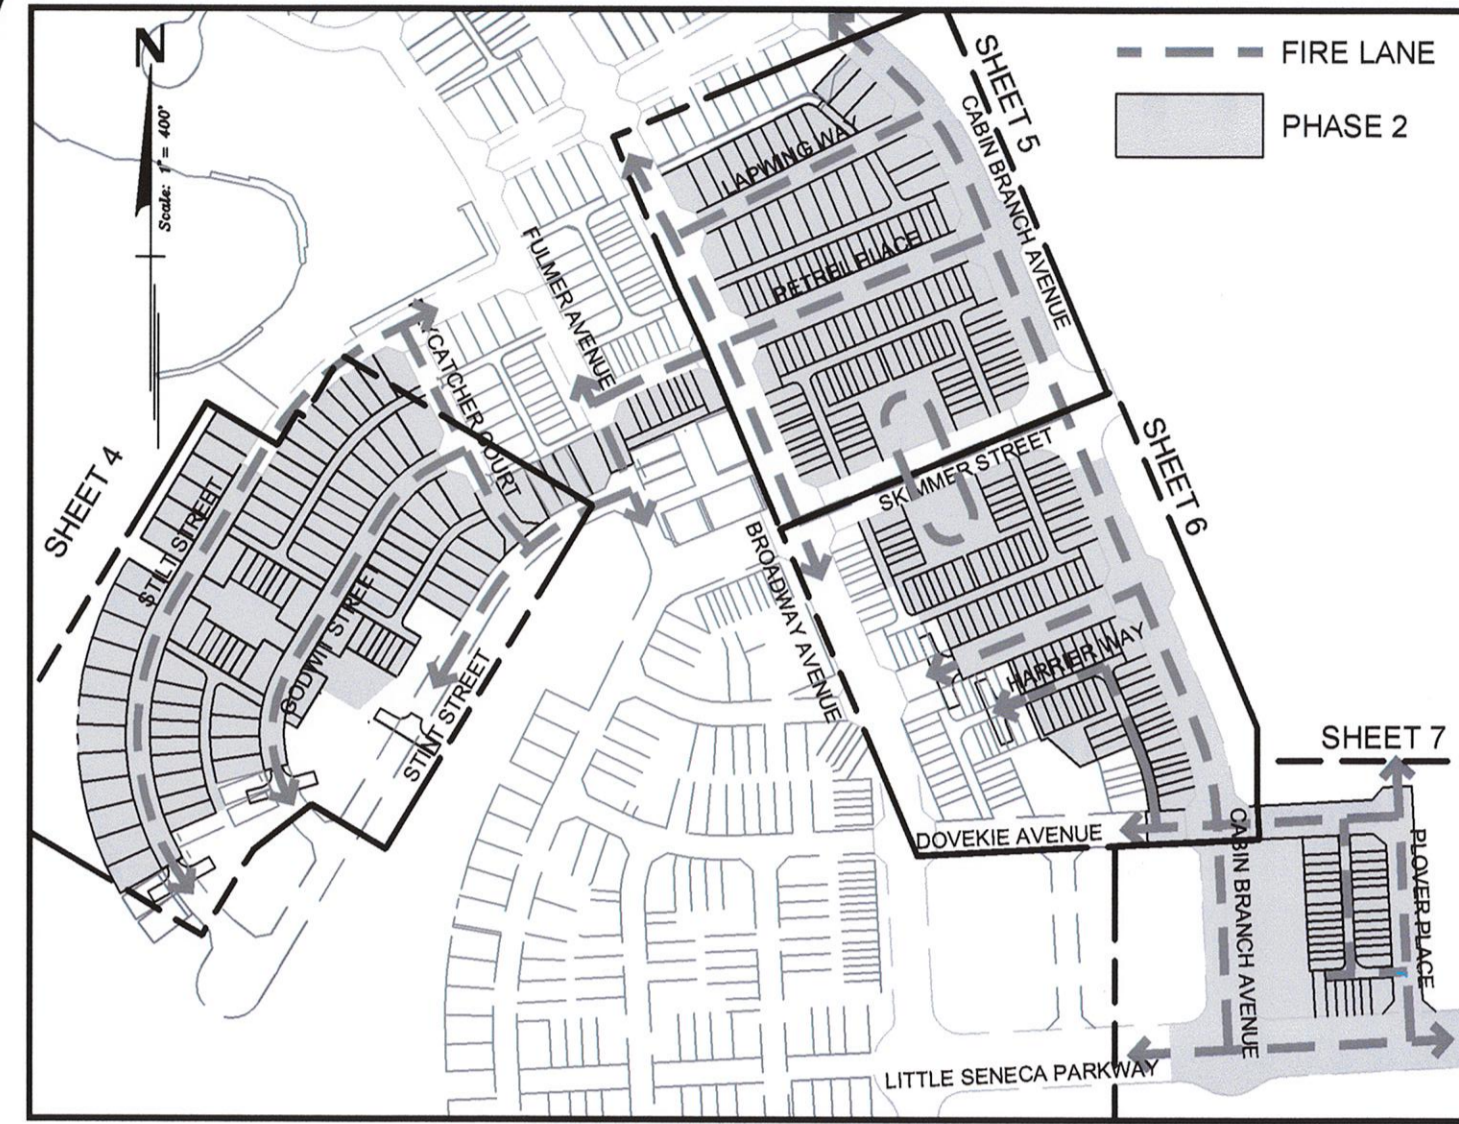 N
Scale: 1" = 400'
FIRE LANE
PHASE 2
SHEET 5
CABIN BRANCH AVENUE
LAPWING WAY
PETREL PLACE
FULMER AVENUE
YCATCHER COURT
SKIMMER STREET
SHEET 4
STILT STREET
GODWIT STREET
STINT STREET
BROADWAY AVENUE
SHEET 6
HARRIER WAY
DOVEKIE AVENUE
SHEET 7
CABIN BRANCH AVENUE
PLOVER PLACE
LITTLE SENECA PARKWAY